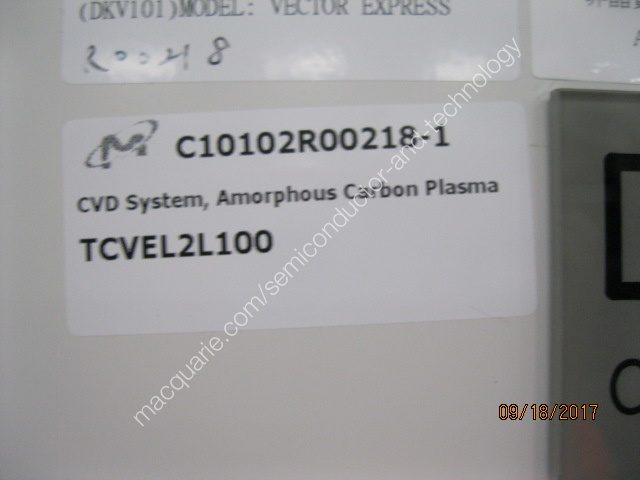 (DKV101)MODEL: VECTOR EXPRESS
R00218
C10102R00218-1
CVD System, Amorphous Carbon Plasma
TCVEL2L100
macquarie.com/semiconductor-and-technology
09/18/2017